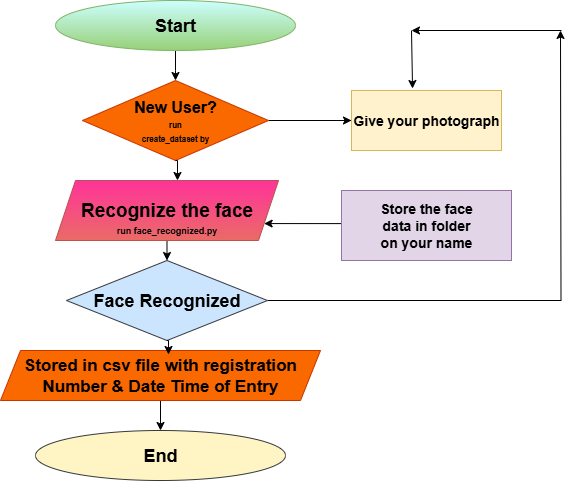 Start
New User?
run
create_dataset by
Give your photograph
Recognize the face
run face_recognized.py
Store the face
data in folder
on your name
Face Recognized
Stored in csv file with registration
Number & Date Time of Entry
End